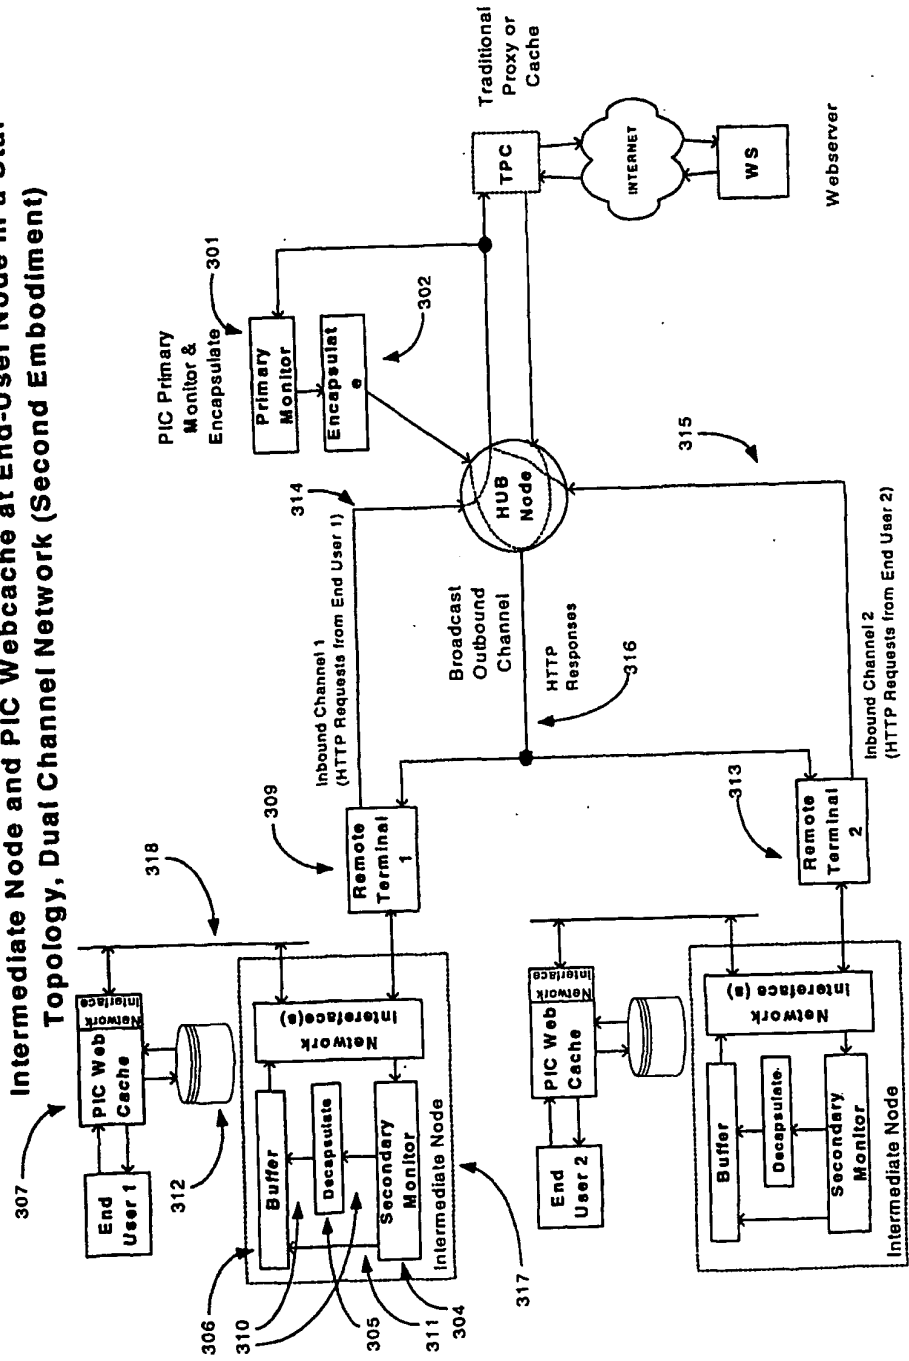 Intermediate Node and PIC Webcache at End-User Node in a Star
Topology, Dual Channel Network (Second Embodiment)
307
End
User 1
PIC Web
Cache
Network
Interface
318
312
306
310
305
311
304
Buffer
Decapsulate
Secondary
Monitor
Network
Intereface(s)
Intermediate Node
317
309
Remote
Terminal
1
Inbound Channel 1
(HTTP Requests from End User 1)
314
PIC Primary
Monitor &
Encapsulate
301
Primary
Monitor
Encapsulat
e
302
Broadcast
Outbound
Channel
HTTP
Responses
316
HUB
Node
Traditional
Proxy or
Cache
TPC
INTERNET
WS
Webserver
315
Inbound Channel 2
(HTTP Requests from End User 2)
313
Remote
Terminal
2
End
User 2
PIC Web
Cache
Network
Interface
Buffer
Decapsulate
Secondary
Monitor
Network
Interface(s)
Intermediate Node